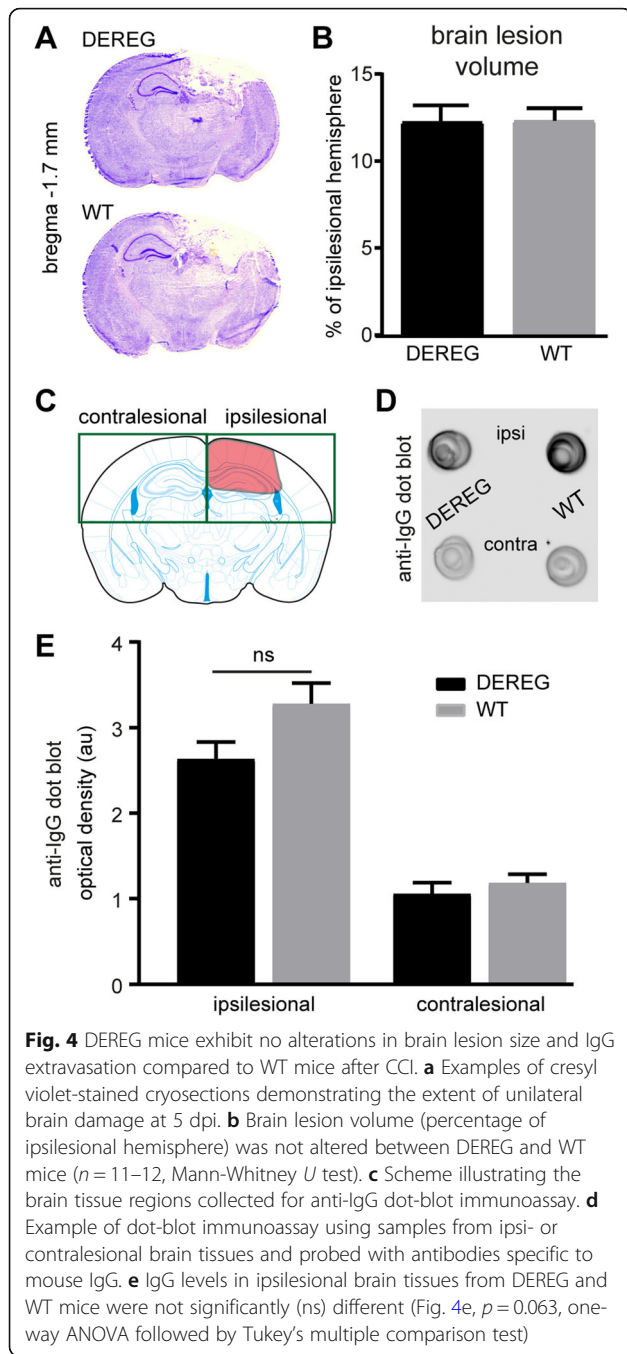 A
DEREG
bregma -1.7 mm
WT
B
brain lesion
volume
% of ipsilesional hemisphere
15
10
5
0
DEREG
WT
C
contralesional
ipsilesional
D
anti-IgG dot blot
ipsi
DEREG
WT
contra
E
anti-IgG dot blot
optical density (au)
4
3
2
1
0
ns
DEREG
WT
ipsilesional
contralesional
Fig. 4 DEREG mice exhibit no alterations in brain lesion size and IgG
extravasation compared to WT mice after CCI. a Examples of cresyl
violet-stained cryosections demonstrating the extent of unilateral
brain damage at 5 dpi. b Brain lesion volume (percentage of
ipsilesional hemisphere) was not altered between DEREG and WT
mice (n = 11–12, Mann-Whitney U test). c Scheme illustrating the
brain tissue regions collected for anti-IgG dot-blot immunoassay. d
Example of dot-blot immunoassay using samples from ipsi- or
contralesional brain tissues and probed with antibodies specific to
mouse IgG. e IgG levels in ipsilesional brain tissues from DEREG and
WT mice were not significantly (ns) different (Fig. 4e, p = 0.063, one-
way ANOVA followed by Tukey's multiple comparison test)